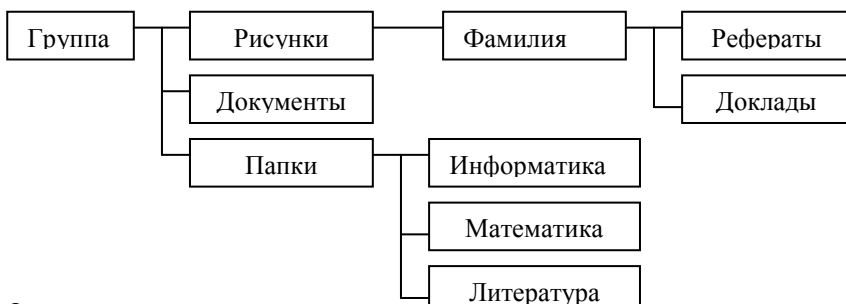 Группа Рисунки Фамилия Рефераты
Документы Доклады
Папки Информатика
Математика
Литература